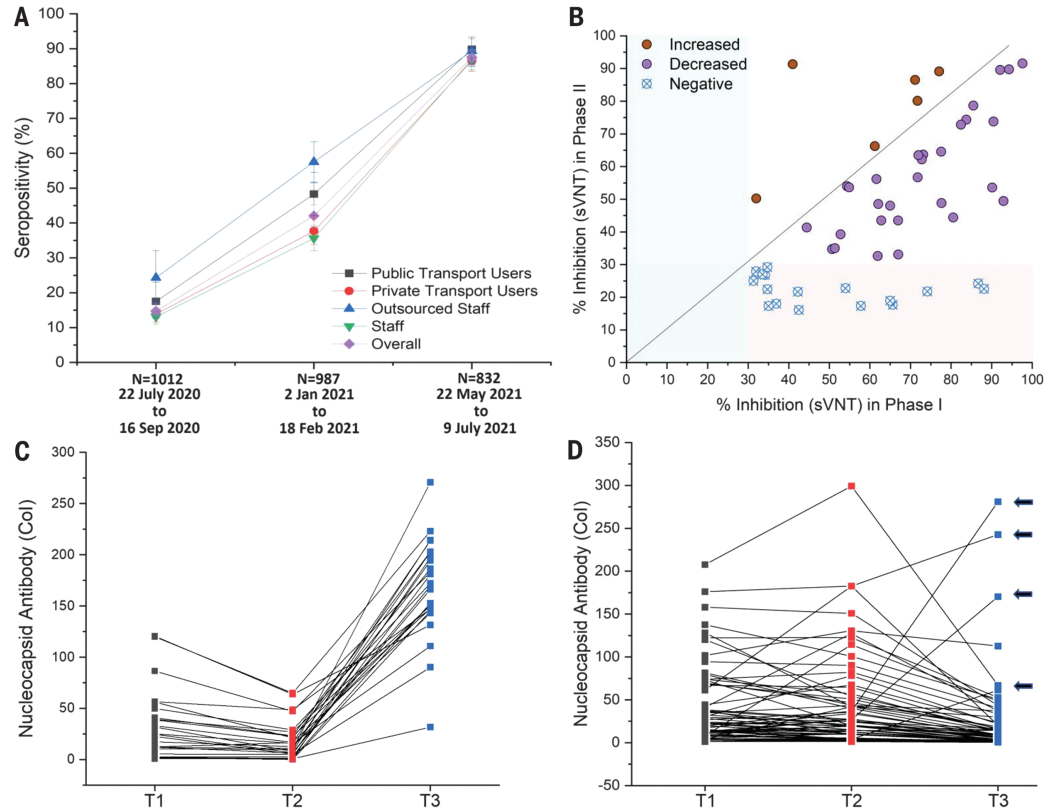 A
Seropositivity (%)
100
90
80
70
60
50
40
30
20
10
0
Public Transport Users
Private Transport Users
Outsourced Staff
Staff
Overall
N=1012
22 July 2020
to
16 Sep 2020
N=987
2 Jan 2021
to
18 Feb 2021
N=832
22 May 2021
to
9 July 2021
B
% Inhibition (sVNT) in Phase II
100
90
80
70
60
50
40
30
20
10
0
Increased
Decreased
Negative
0 10 20 30 40 50 60 70 80 90 100
% Inhibition (sVNT) in Phase I
C
Nucleocapsid Antibody (CoI)
300
250
200
150
100
50
0
T1 T2 T3
D
Nucleocapsid Antibody (CoI)
350
300
250
200
150
100
50
0
-50
T1 T2 T3